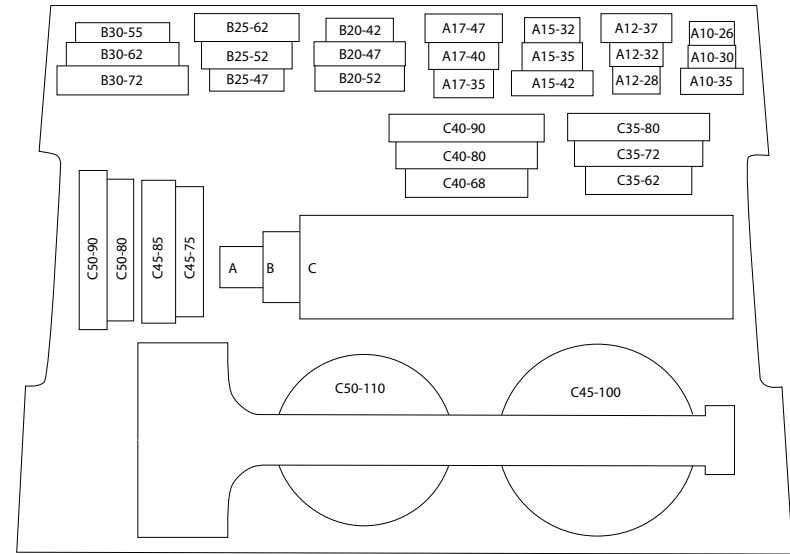 B30-55
B30-62
B30-72
B25-62
B25-52
B25-47
B20-42
B20-47
B20-52
A17-47
A17-40
A17-35
A15-32
A15-35
A15-42
A12-37
A12-32
A12-28
A10-26
A10-30
A10-35
C40-90
C40-80
C40-68
C35-80
C35-72
C35-62
C50-90
C50-80
C45-85
C45-75
A B C
C50-110
C45-100